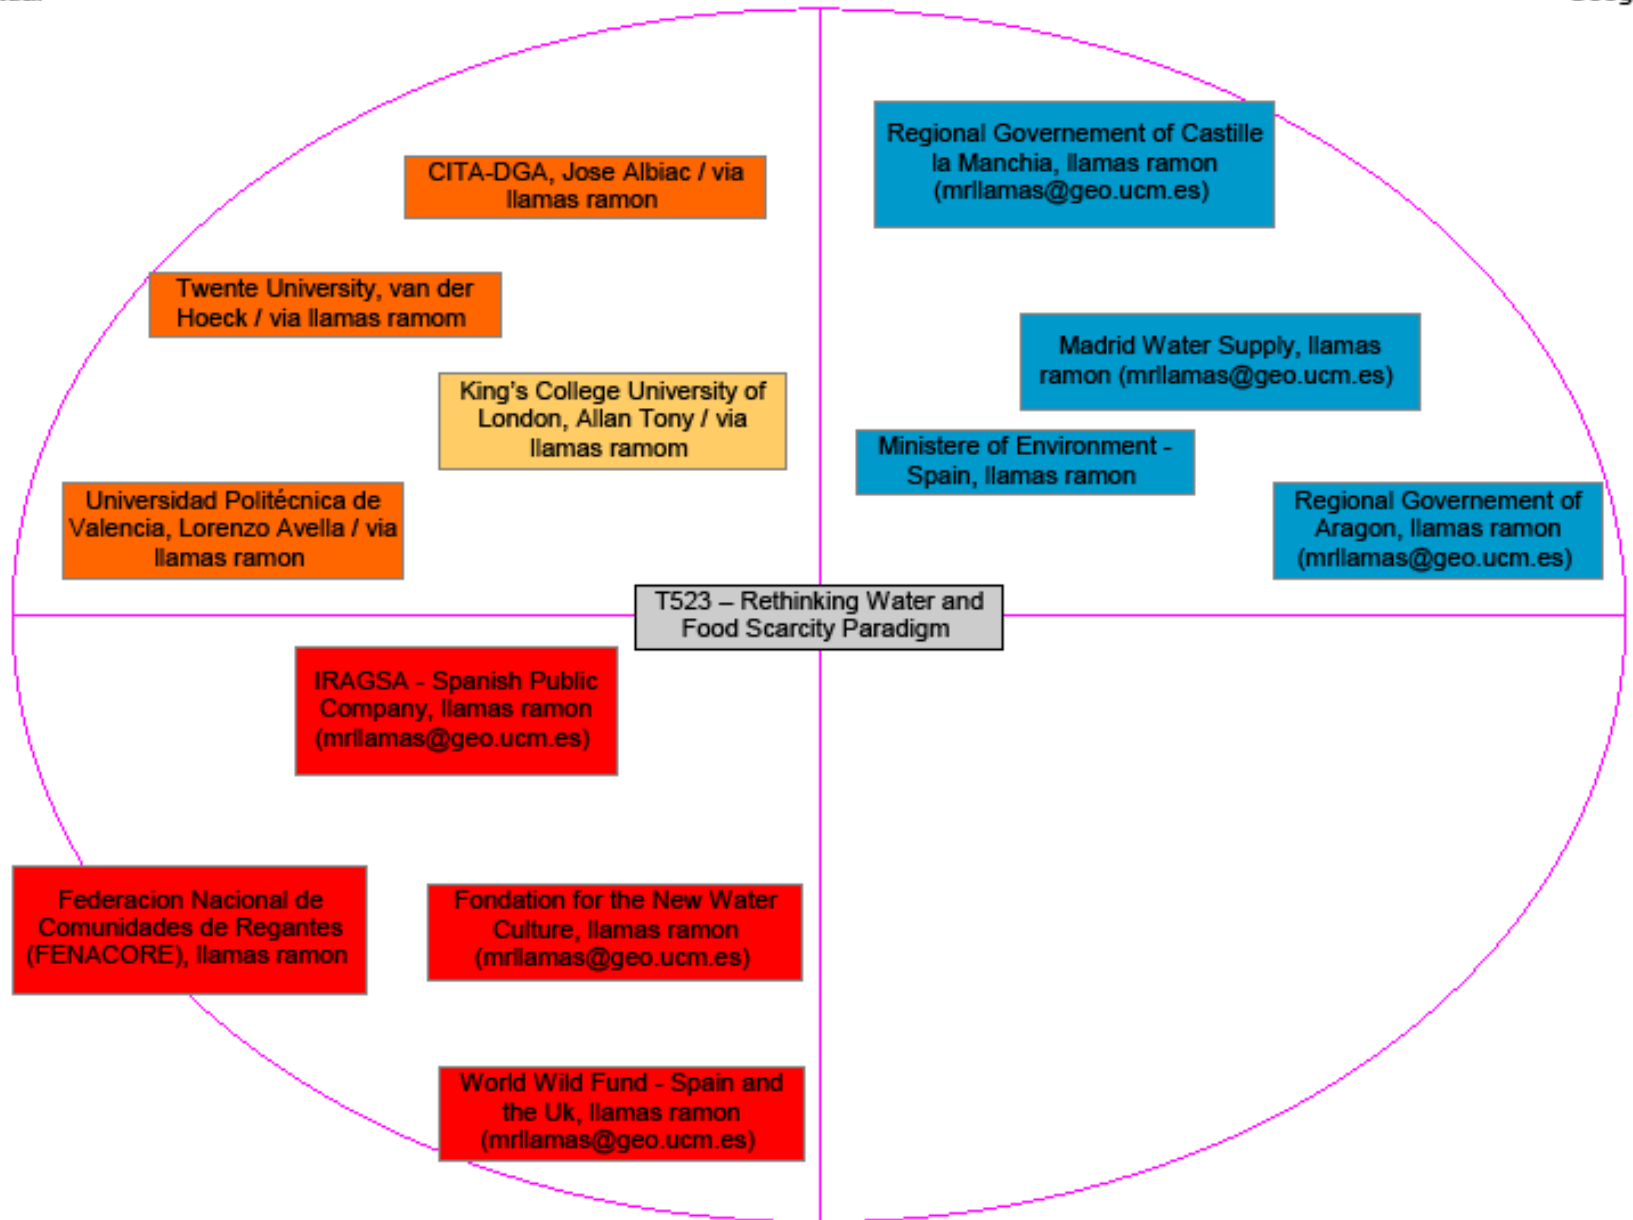 Regional Governement of Castille
la Manchia, llamas ramon
(mrllamas@geo.ucm.es)
CITA-DGA, Jose Albiac / via
llamas ramon
Twente University, van der
Hoeck / via llamas ramom
Madrid Water Supply, llamas
ramon (mrllamas@geo.ucm.es)
King's College University of
London, Allan Tony / via
llamas ramom
Ministere of Environment -
Spain, llamas ramon
Universidad Politécnica de
Valencia, Lorenzo Avella / via
llamas ramon
Regional Governement of
Aragon, llamas ramon
(mrllamas@geo.ucm.es)
T523 – Rethinking Water and
Food Scarcity Paradigm
IRAGSA - Spanish Public
Company, llamas ramon
(mrllamas@geo.ucm.es)
Federacion Nacional de
Comunidades de Regantes
(FENACORE), llamas ramon
Fondation for the New Water
Culture, llamas ramon
(mrllamas@geo.ucm.es)
World Wild Fund - Spain and
the Uk, llamas ramon
(mrllamas@geo.ucm.es)